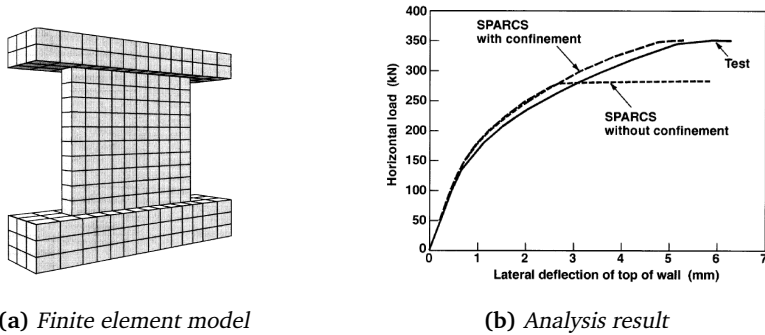 400
350
300
250
200
150
100
50
0
Horizontal load (kN)
SPARCS
with confinement
Test
SPARCS
without confinement
0 1 2 3 4 5 6 7
Lateral deflection of top of wall (mm)
(a) Finite element model
(b) Analysis result